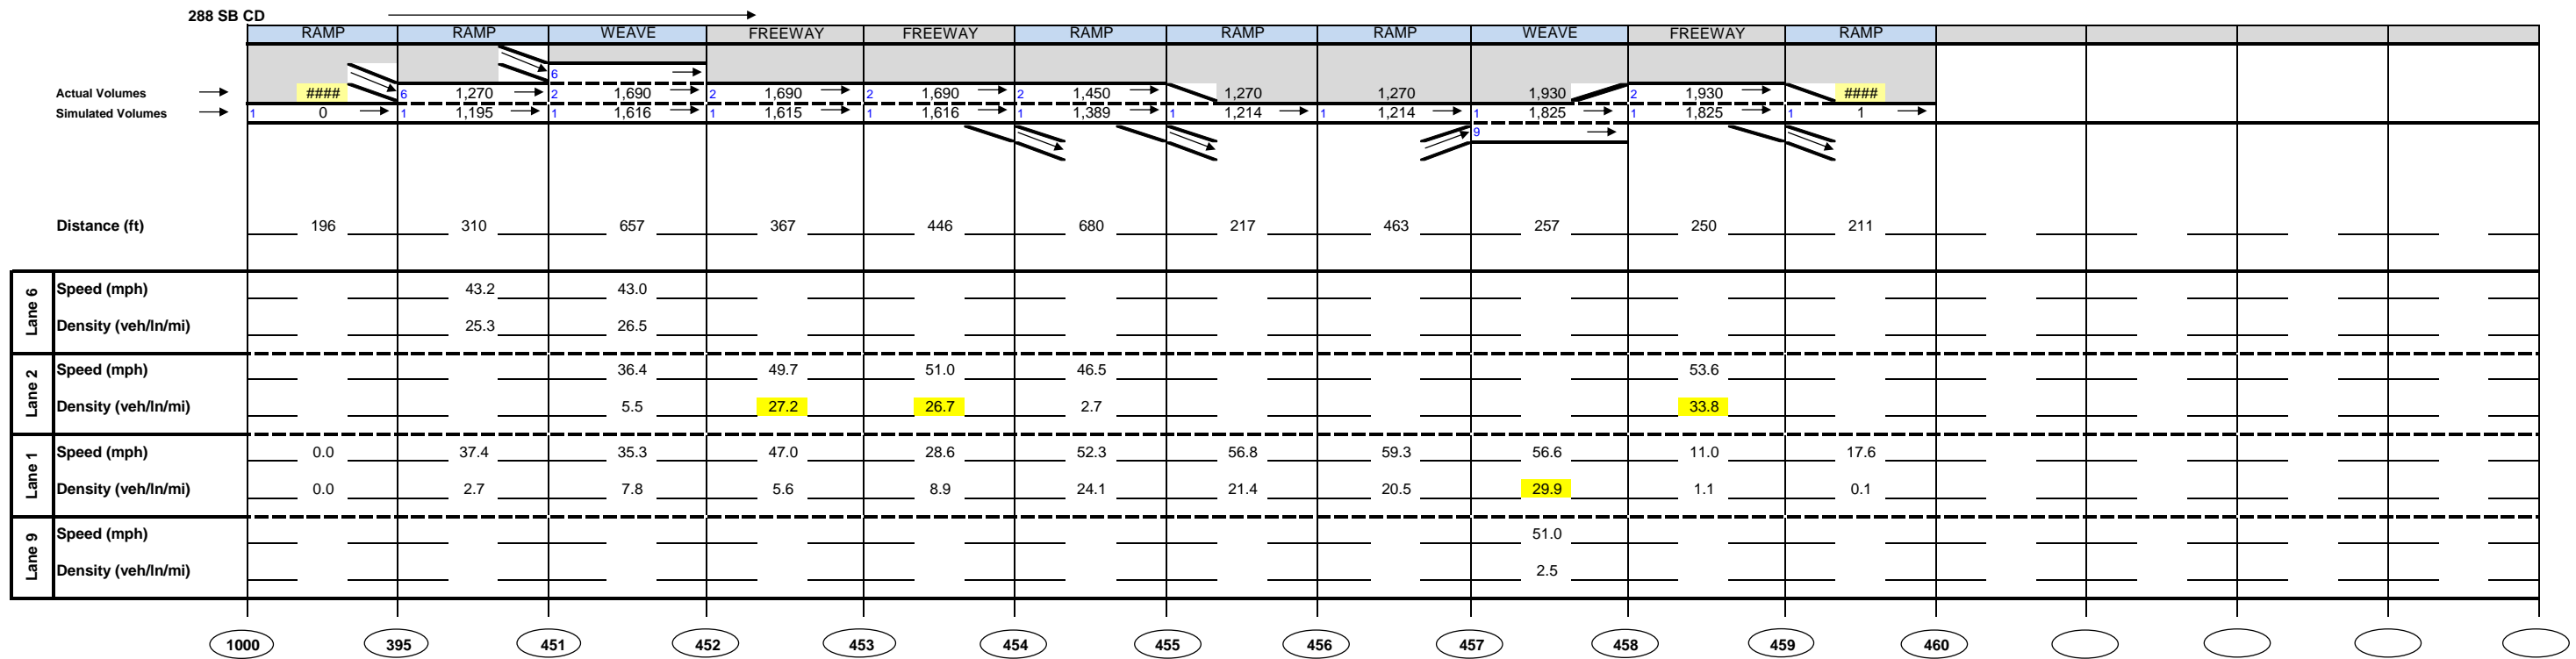 288 SB CD
RAMP RAMP WEAVE FREEWAY FREEWAY RAMP RAMP RAMP WEAVE FREEWAY RAMP
6
Actual Volumes #### 6 1,270 2 1,690 2 1,690 2 1,690 2 1,450 1,270 1,270 1,930 2 1,930 ####
Simulated Volumes 1 0 1 1,195 1 1,616 1 1,615 1 1,616 1 1,389 1 1,214 1 1,214 1 1,825 1 1,825 1 1
9
Distance (ft) 196 310 657 367 446 680 217 463 257 250 211
Lane 6
Speed (mph) 43.2 43.0
Density (veh/ln/mi) 25.3 26.5
Lane 2
Speed (mph) 36.4 49.7 51.0 46.5 53.6
Density (veh/ln/mi) 5.5 27.2 26.7 2.7 33.8
Lane 1
Speed (mph) 0.0 37.4 35.3 47.0 28.6 52.3 56.8 59.3 56.6 11.0 17.6
Density (veh/ln/mi) 0.0 2.7 7.8 5.6 8.9 24.1 21.4 20.5 29.9 1.1 0.1
Lane 9
Speed (mph) 51.0
Density (veh/ln/mi) 2.5
1000 395 451 452 453 454 455 456 457 458 459 460